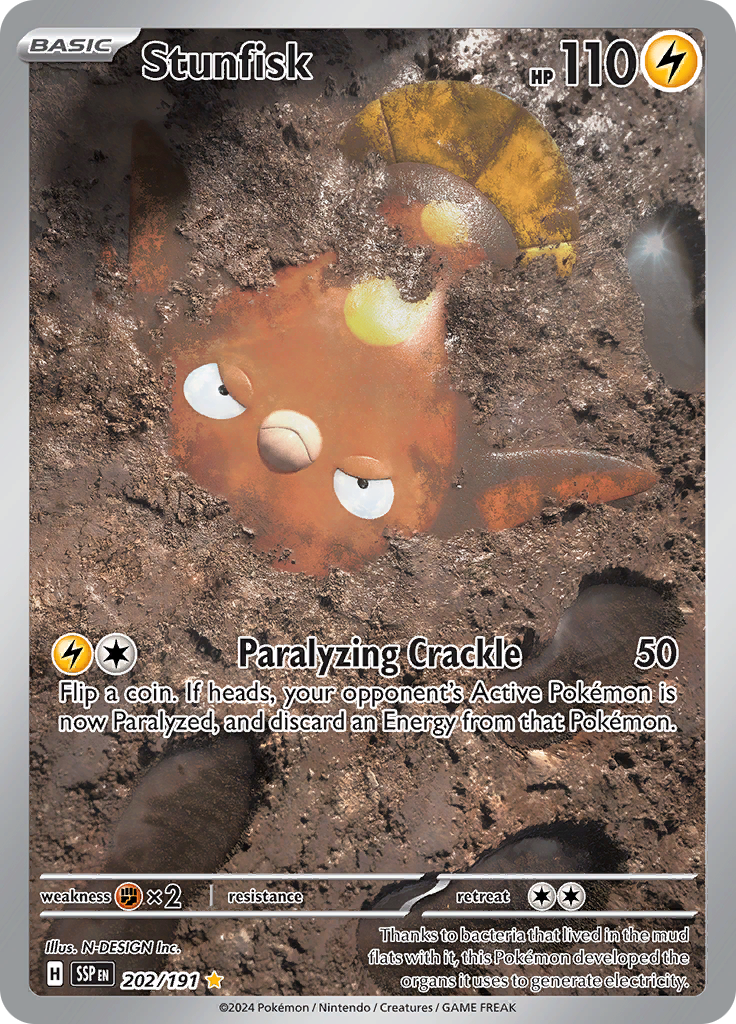 BASIC
Stunfisk
HP 110
Paralyzing Crackle 50
Flip a coin. If heads, your opponent's Active Pokémon is
now Paralyzed, and discard an Energy from that Pokémon.
weakness ×2 resistance retreat
Illus. N-DESIGN Inc.
Thanks to bacteria that lived in the mud
flats with it, this Pokémon developed the
organs it uses to generate electricity.
H SSP EN 202/191
©2024 Pokémon / Nintendo / Creatures / GAME FREAK